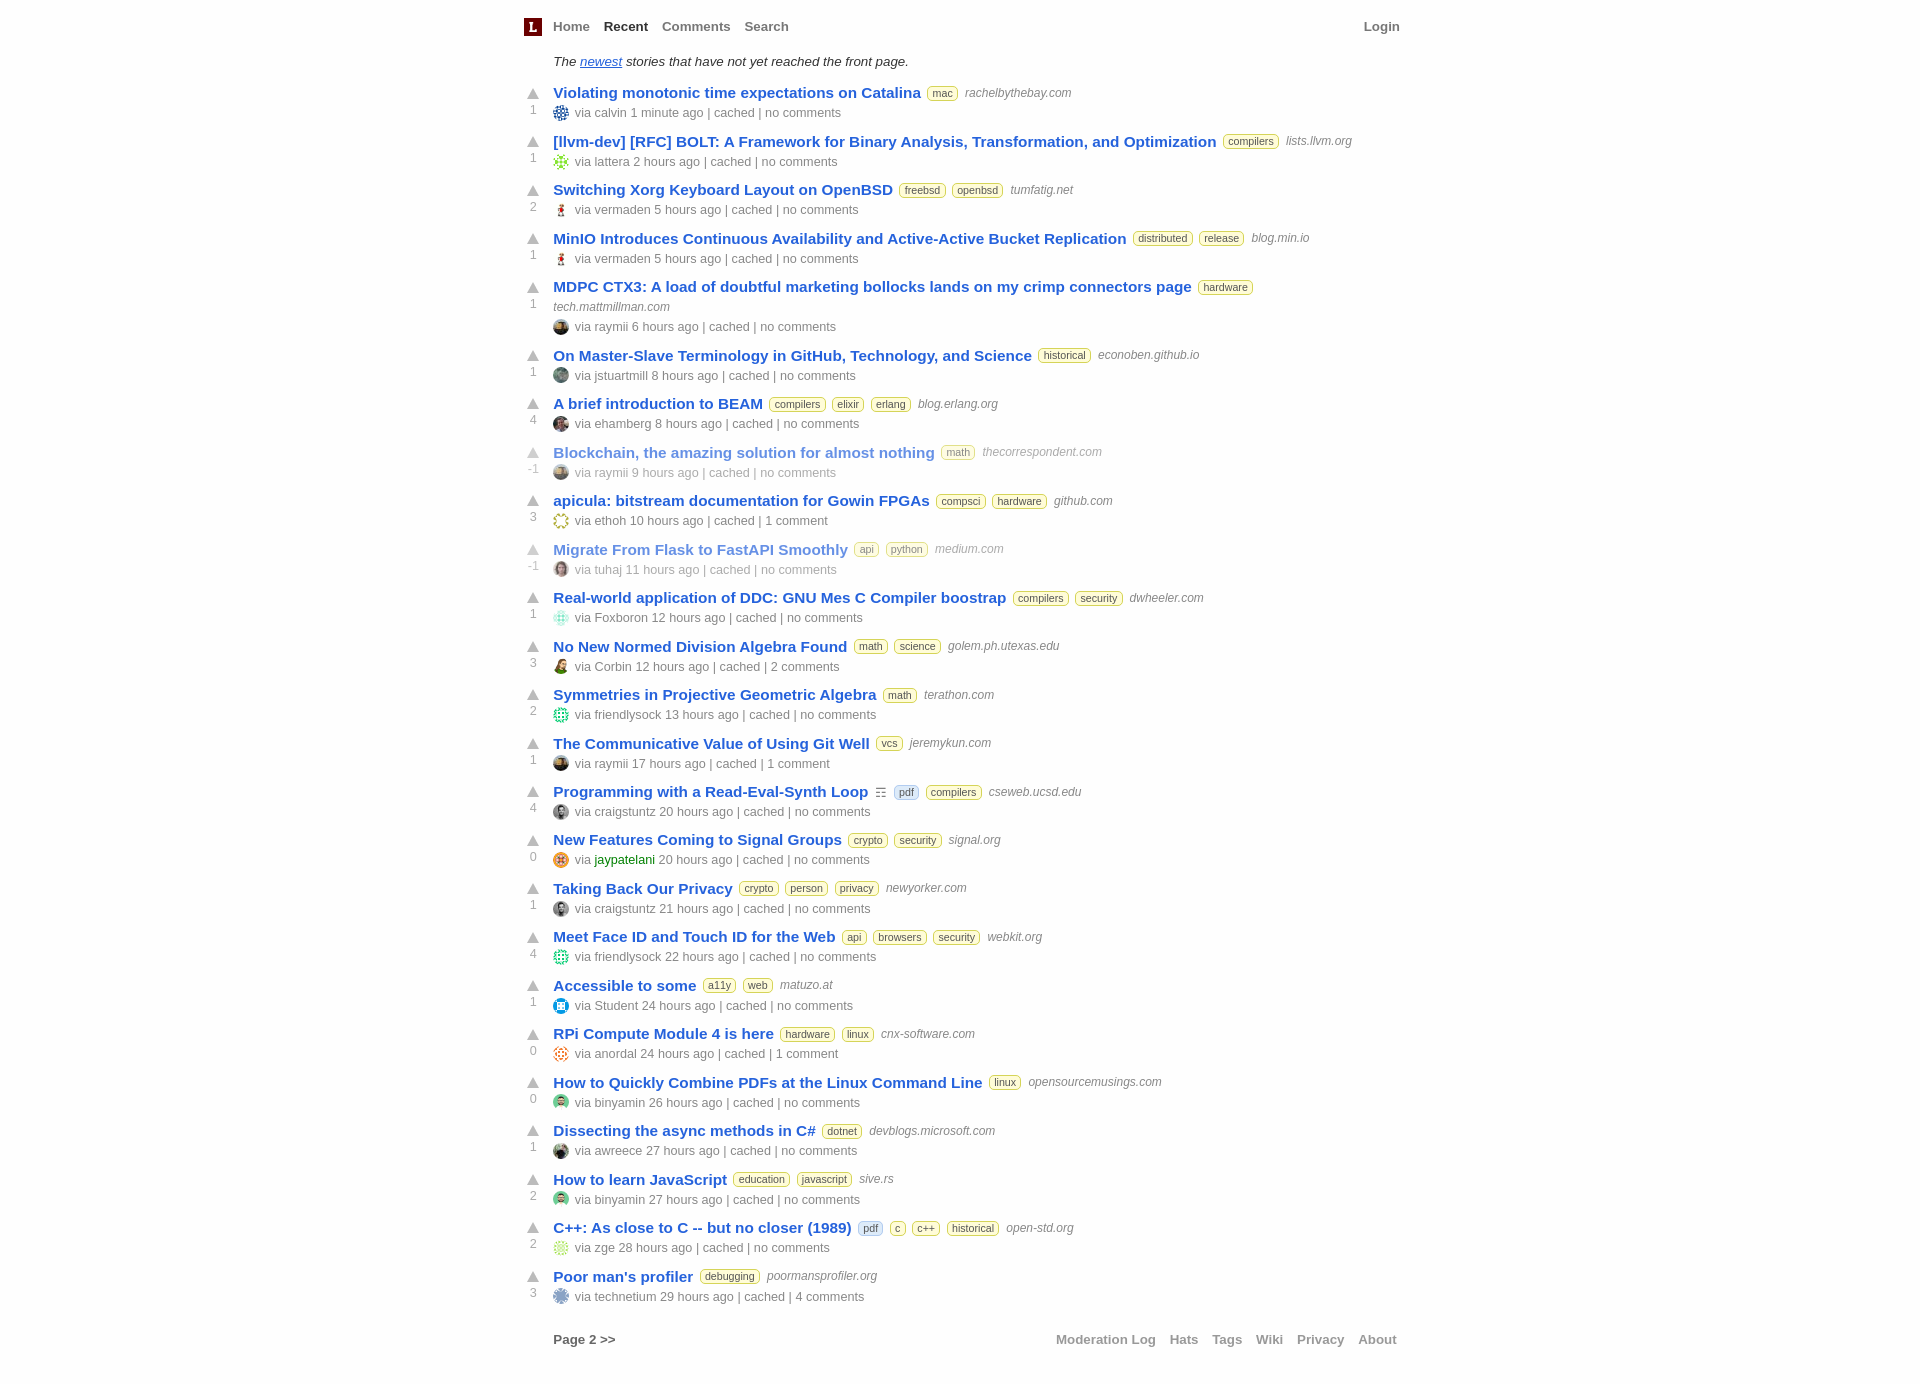 L Home Recent Comments Search Login
The newest stories that have not yet reached the front page.
Violating monotonic time expectations on Catalina mac rachelbythebay.com
1 via calvin 1 minute ago | cached | no comments
[llvm-dev] [RFC] BOLT: A Framework for Binary Analysis, Transformation, and Optimization compilers lists.llvm.org
1 via lattera 2 hours ago | cached | no comments
Switching Xorg Keyboard Layout on OpenBSD freebsd openbsd tumfatig.net
2 via vermaden 5 hours ago | cached | no comments
MinIO Introduces Continuous Availability and Active-Active Bucket Replication distributed release blog.min.io
1 via vermaden 5 hours ago | cached | no comments
MDPC CTX3: A load of doubtful marketing bollocks lands on my crimp connectors page hardware
1 tech.mattmillman.com
via raymii 6 hours ago | cached | no comments
On Master-Slave Terminology in GitHub, Technology, and Science historical econoben.github.io
1 via jstuartmill 8 hours ago | cached | no comments
A brief introduction to BEAM compilers elixir erlang blog.erlang.org
4 via ehamberg 8 hours ago | cached | no comments
Blockchain, the amazing solution for almost nothing math thecorrespondent.com
-1 via raymii 9 hours ago | cached | no comments
apicula: bitstream documentation for Gowin FPGAs compsci hardware github.com
3 via ethoh 10 hours ago | cached | 1 comment
Migrate From Flask to FastAPI Smoothly api python medium.com
-1 via tuhaj 11 hours ago | cached | no comments
Real-world application of DDC: GNU Mes C Compiler boostrap compilers security dwheeler.com
1 via Foxboron 12 hours ago | cached | no comments
No New Normed Division Algebra Found math science golem.ph.utexas.edu
3 via Corbin 12 hours ago | cached | 2 comments
Symmetries in Projective Geometric Algebra math terathon.com
2 via friendlysock 13 hours ago | cached | no comments
The Communicative Value of Using Git Well vcs jeremykun.com
1 via raymii 17 hours ago | cached | 1 comment
Programming with a Read-Eval-Synth Loop ☶ pdf compilers cseweb.ucsd.edu
4 via craigstuntz 20 hours ago | cached | no comments
New Features Coming to Signal Groups crypto security signal.org
0 via jaypatelani 20 hours ago | cached | no comments
Taking Back Our Privacy crypto person privacy newyorker.com
1 via craigstuntz 21 hours ago | cached | no comments
Meet Face ID and Touch ID for the Web api browsers security webkit.org
4 via friendlysock 22 hours ago | cached | no comments
Accessible to some a11y web matuzo.at
1 via Student 24 hours ago | cached | no comments
RPi Compute Module 4 is here hardware linux cnx-software.com
0 via anordal 24 hours ago | cached | 1 comment
How to Quickly Combine PDFs at the Linux Command Line linux opensourcemusings.com
0 via binyamin 26 hours ago | cached | no comments
Dissecting the async methods in C# dotnet devblogs.microsoft.com
1 via awreece 27 hours ago | cached | no comments
How to learn JavaScript education javascript sive.rs
2 via binyamin 27 hours ago | cached | no comments
C++: As close to C -- but no closer (1989) pdf c c++ historical open-std.org
2 via zge 28 hours ago | cached | no comments
Poor man's profiler debugging poormansprofiler.org
3 via technetium 29 hours ago | cached | 4 comments
Page 2 >> Moderation Log Hats Tags Wiki Privacy About